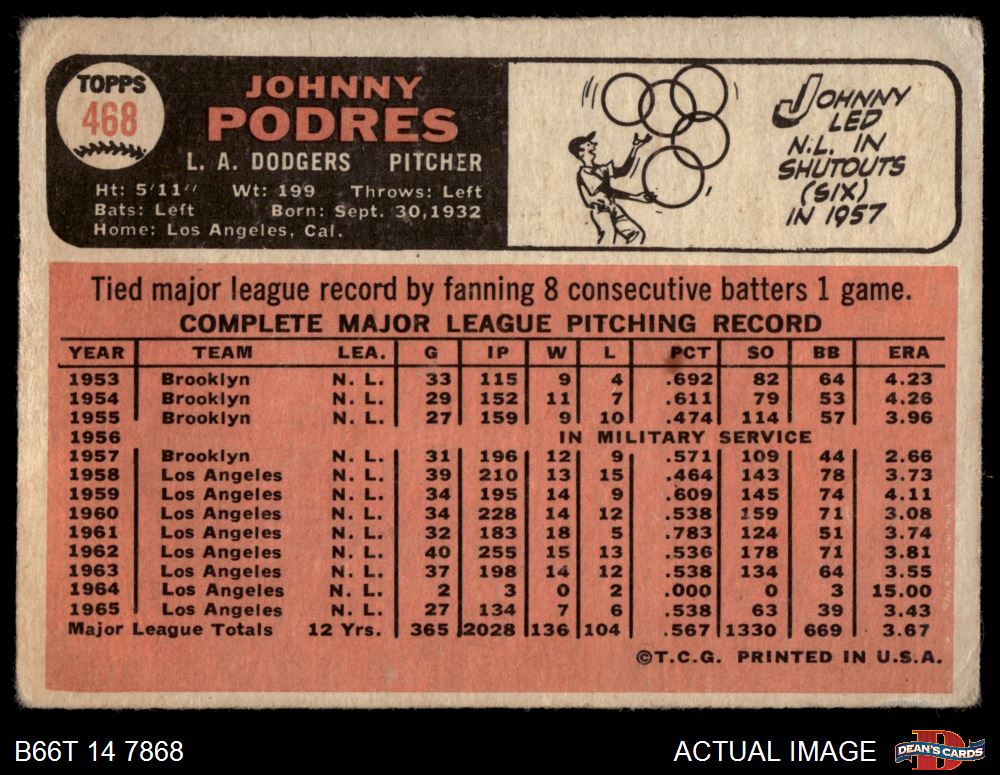 TOPPS
468
JOHNNY
PODRES
L. A. DODGERS PITCHER
Ht: 5'11'' Wt: 199 Throws: Left
Bats: Left Born: Sept. 30, 1932
Home: Los Angeles, Cal.
JOHNNY
LED
N.L. IN
SHUTOUTS
(SIX)
IN 1957
Tied major league record by fanning 8 consecutive batters 1 game.
COMPLETE MAJOR LEAGUE PITCHING RECORD
YEAR TEAM LEA. G IP W L PCT SO BB ERA
1953 Brooklyn N. L. 33 115 9 4 .692 82 64 4.23
1954 Brooklyn N. L. 29 152 11 7 .611 79 53 4.26
1955 Brooklyn N. L. 27 159 9 10 .474 114 57 3.96
1956 IN MILITARY SERVICE
1957 Brooklyn N. L. 31 196 12 9 .571 109 44 2.66
1958 Los Angeles N. L. 39 210 13 15 .464 143 78 3.73
1959 Los Angeles N. L. 34 195 14 9 .609 145 74 4.11
1960 Los Angeles N. L. 34 228 14 12 .538 159 71 3.08
1961 Los Angeles N. L. 32 183 18 5 .783 124 51 3.74
1962 Los Angeles N. L. 40 255 15 13 .536 178 71 3.81
1963 Los Angeles N. L. 37 198 14 12 .538 134 64 3.55
1964 Los Angeles N. L. 2 3 0 2 .000 0 3 15.00
1965 Los Angeles N. L. 27 134 7 6 .538 63 39 3.43
Major League Totals 12 Yrs. 365 2028 136 104 .567 1330 669 3.67
©T.C.G. PRINTED IN U.S.A.
B66T 14 7868 ACTUAL IMAGE DEAN'S CARDS